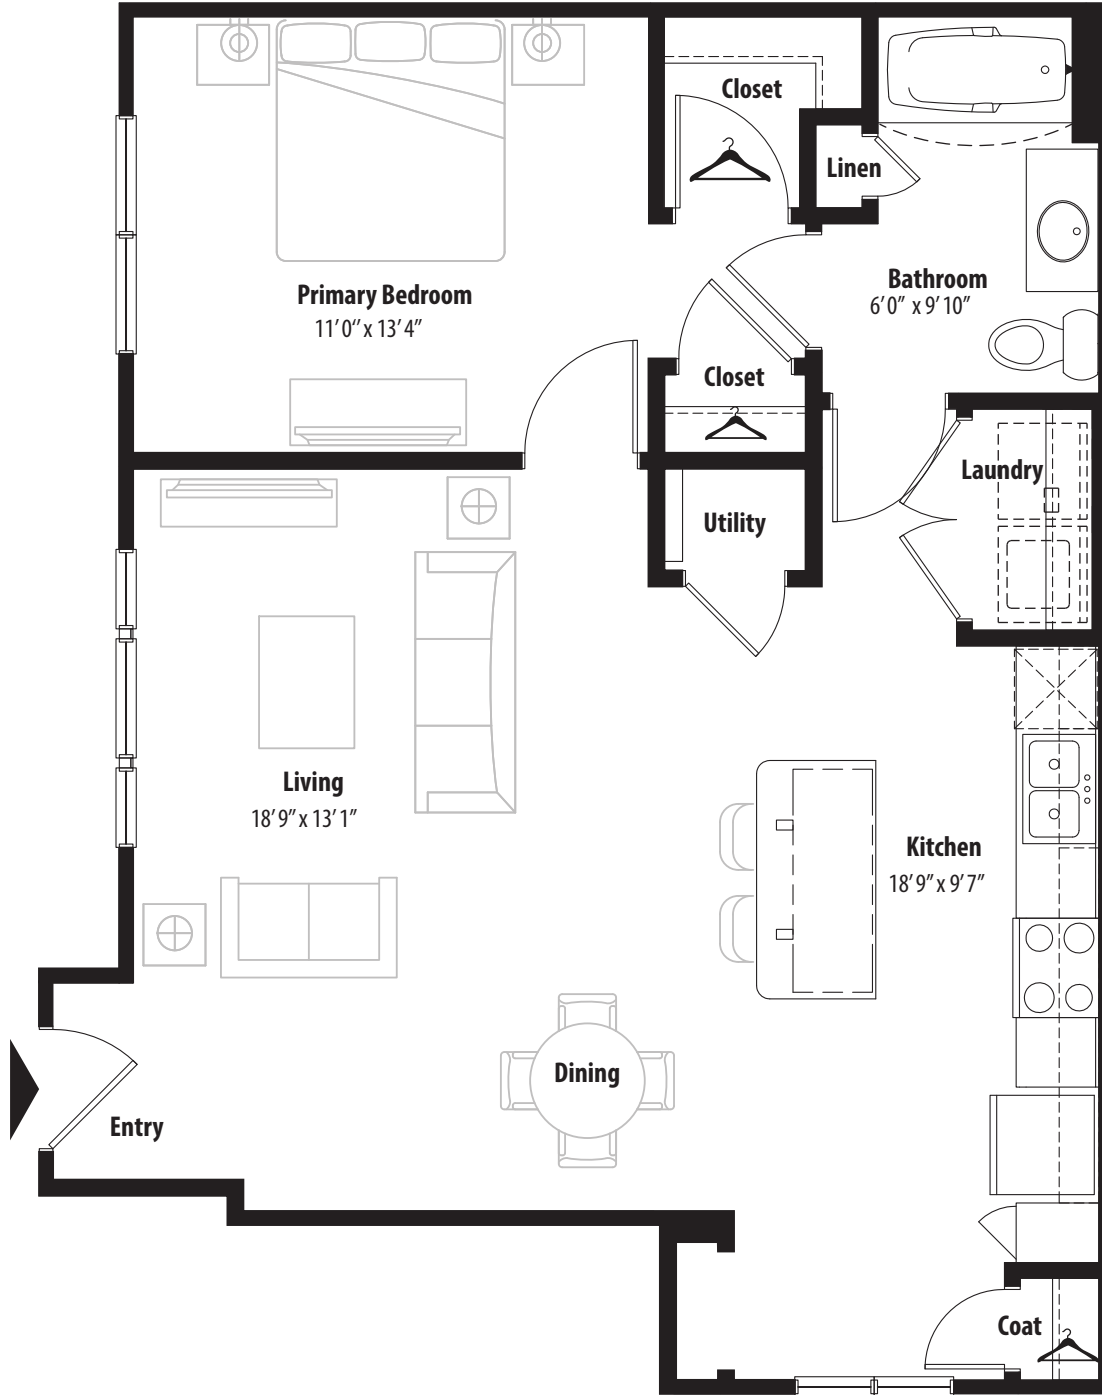 Closet
Linen
Primary Bedroom
11’0‘’ x 13’4”
Bathroom
6’0” x 9’10”
Closet
Laundry
Utility
Living
18’9” x 13’1”
Kitchen
18’9” x 9’7”
Dining
Entry
Coat